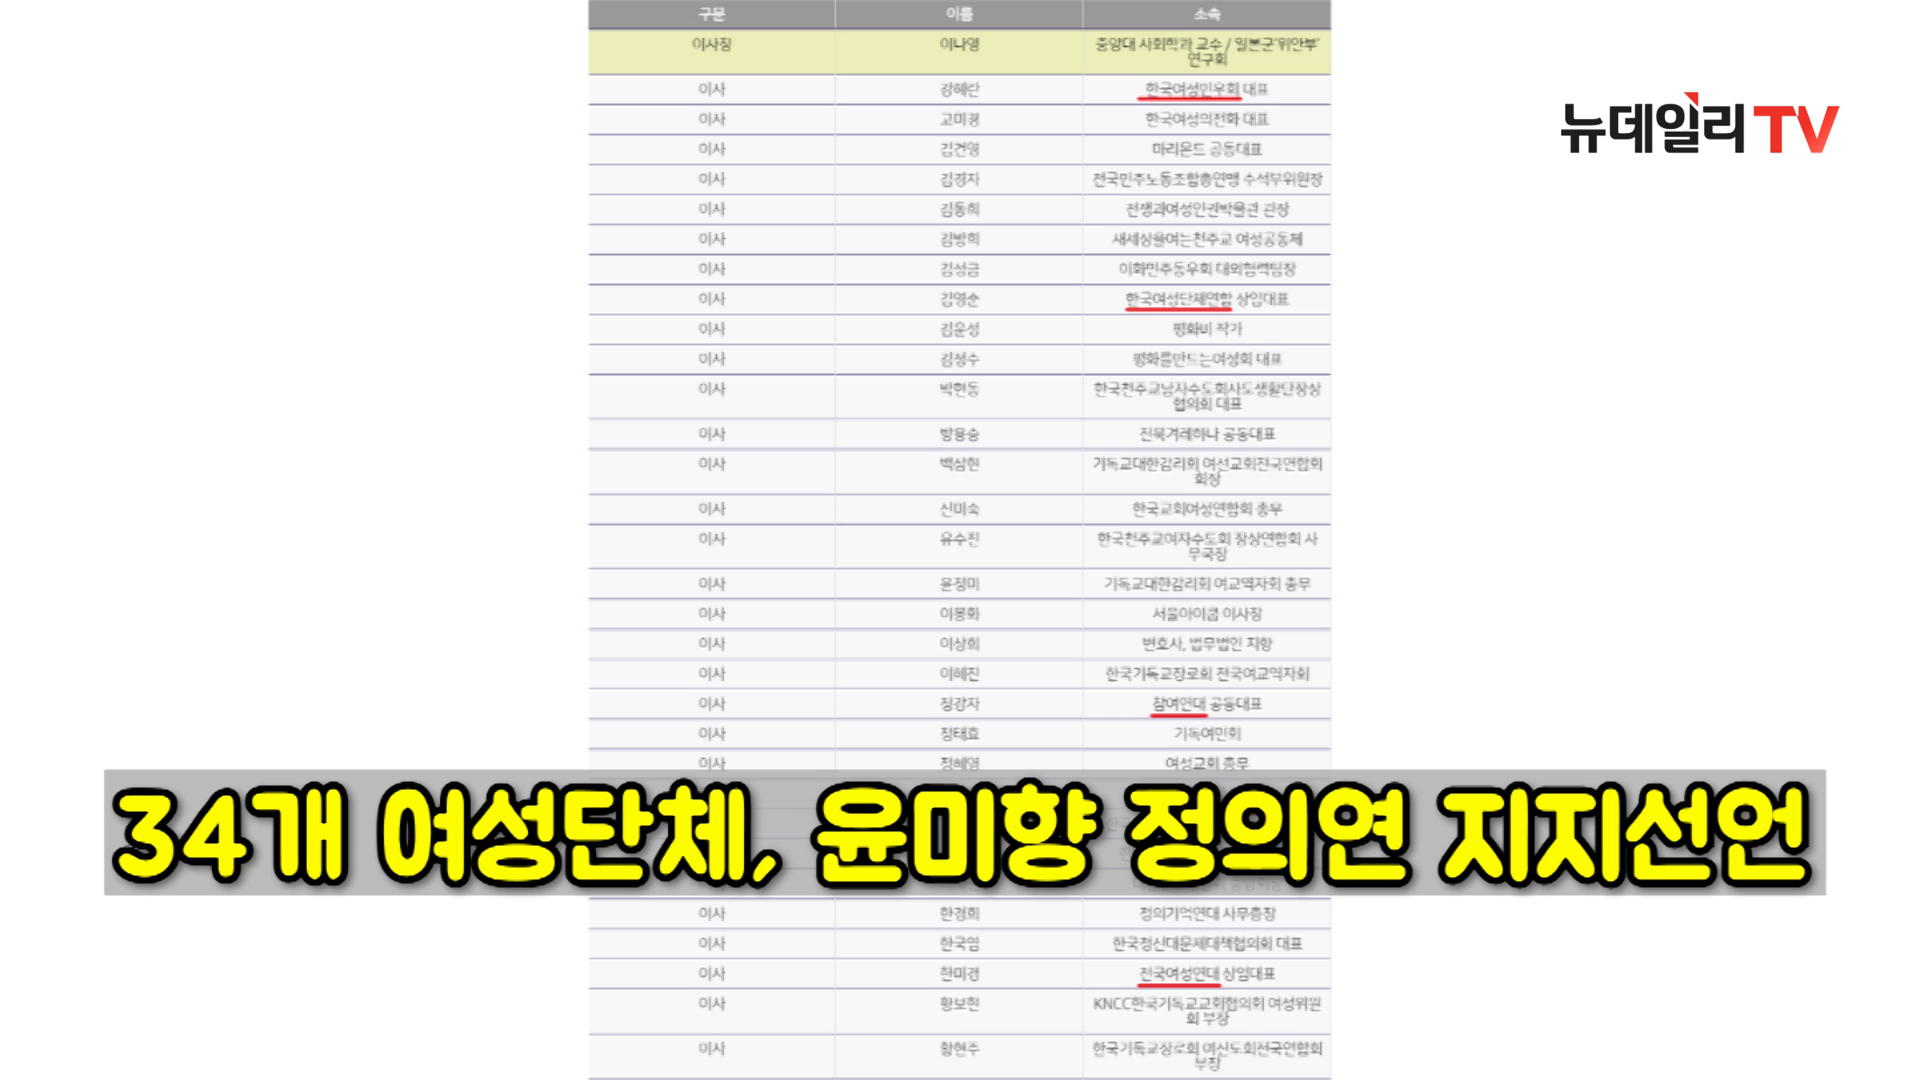 구분 이름 소속
이사장 이나영 중앙대 사회학과 교수 / 일본군'위안부'
연구회
뉴데일리TV
이사 강혜란 한국여성민우회 대표
이사 고미경 한국여성의전화 대표
이사 김건영 마리몬드 공동대표
이사 김경자 전국민주노동조합총연맹 수석부위원장
이사 김동희 전쟁과여성인권박물관 관장
이사 김방희 새세상을여는천주교 여성공동체
이사 김성금 이화민주동우회 대외협력팀장
이사 김영순 한국여성단체연합 상임대표
이사 김운성 평화비 작가
이사 김정수 평화를만드는여성회 대표
이사 박현동 한국천주교남자수도회사도생활단장상
협의회 대표
이사 방용승 전북겨레하나 공동대표
이사 백삼현 기독교대한감리회 여선교회전국연합회
회장
이사 신미숙 한국교회여성연합회 총무
이사 유수진 한국천주교여자수도회 장상연합회 사
무국장
이사 윤정미 기독교대한감리회 여교역자회 총무
이사 이몽화 서울아이쿱 이사장
이사 이상희 변호사, 법무법인 지향
이사 이혜진 한국기독교장로회 전국여교역자회
이사 정강자 참여연대 공동대표
이사 정태효 기독여민회
이사 정혜영 여성교회 총무
34개 여성단체, 윤미향 정의연 지지선언
이사 한경희 정의기억연대 사무총장
이사 한국염 한국정신대문제대책협의회 대표
이사 한미경 전국여성연대 상임대표
이사 황보현 KNCC한국기독교교회협의회 여성위원
회 부장
이사 황현주 한국기독교장로회 여신도회전국연합회
부장